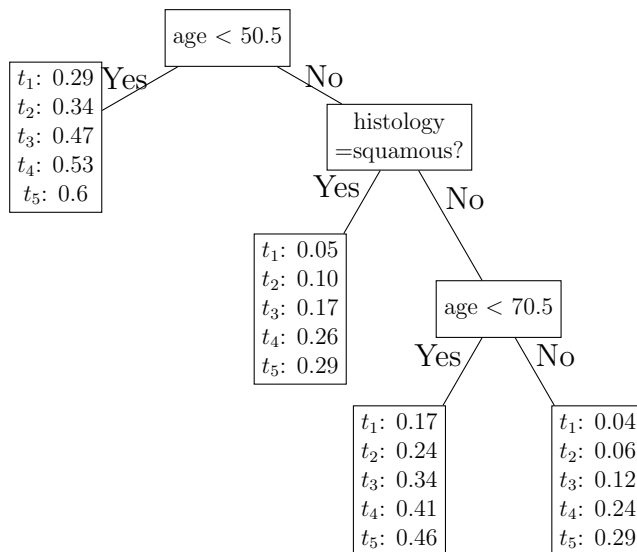 age < 50.5
Yes
No
t₁: 0.29
t₂: 0.34
t₃: 0.47
t₄: 0.53
t₅: 0.6
histology
=squamous?
Yes
No
t₁: 0.05
t₂: 0.10
t₃: 0.17
t₄: 0.26
t₅: 0.29
age < 70.5
Yes
No
t₁: 0.17
t₂: 0.24
t₃: 0.34
t₄: 0.41
t₅: 0.46
t₁: 0.04
t₂: 0.06
t₃: 0.12
t₄: 0.24
t₅: 0.29